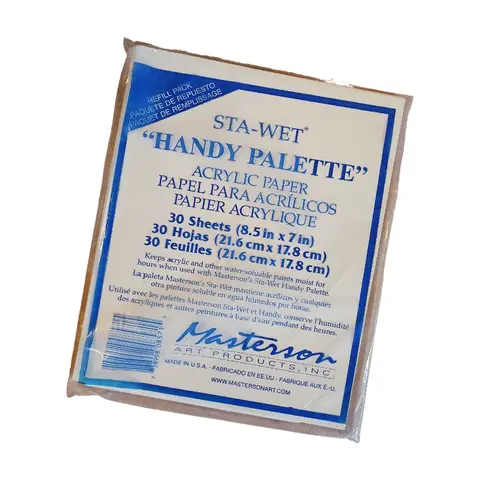 REFILL PACK
PAQUETE DE REPUESTO
PAQUET DE REMPLISSAGE
STA-WET®
"HANDY PALETTE"
ACRYLIC PAPER
PAPEL PARA ACRÍLICOS
PAPIER ACRYLIQUE
30 Sheets (8.5 in x 7 in)
30 Hojas (21.6 cm x 17.8 cm)
30 Feuilles (21.6 cm x 17.8 cm)
Keeps acrylic and other water-soluble paints moist for
hours when used with Masterson's Sta-Wet Handy Palette.
La paleta Masterson's Sta-Wet mantiene acrílicos y cualquier
otra pintura soluble en agua húmedos por horas.
Utilisé avec les palettes Masterson Sta-Wet et Handy, conserve l'humidité
des acryliques et autres peintures à base d'eau pendant des heures.
Masterson
ART PRODUCTS, INC.
MADE IN U.S.A. - FABRICADO EN EE.UU - FABRIQUÉ AUX É.-U.
WWW.MASTERSONART.COM